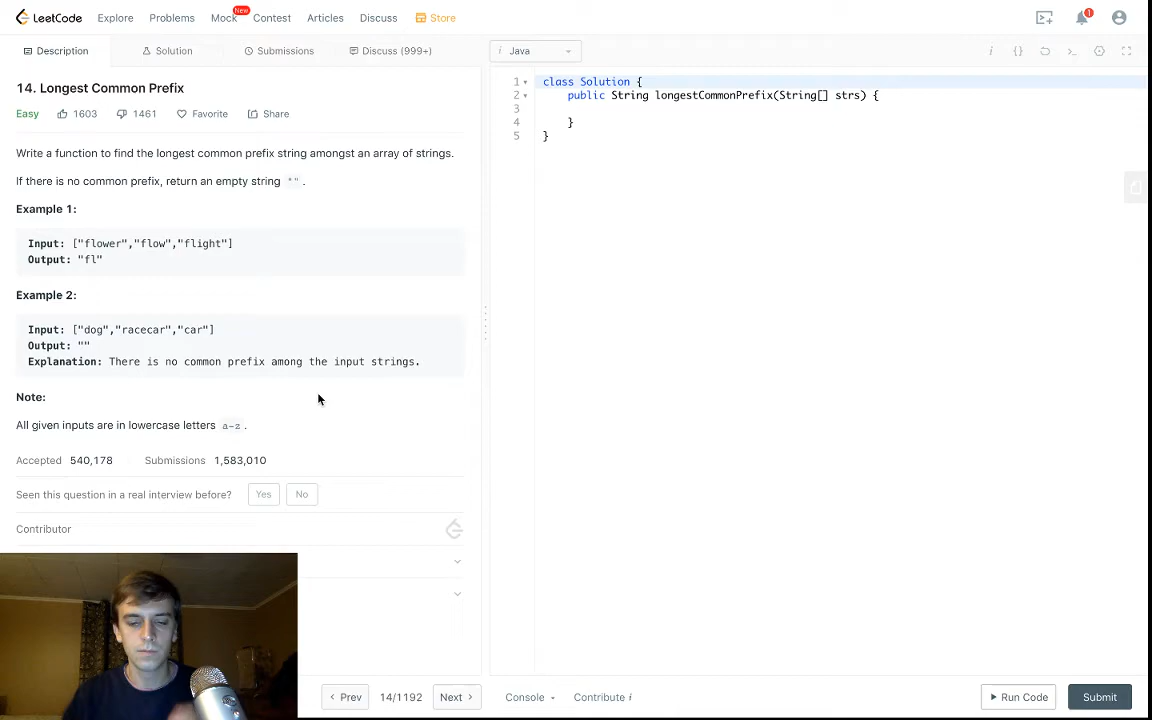 LeetCode Explore Problems Mock New Contest Articles Discuss Store 1
Description Solution Submissions Discuss (999+)
i Java
i {} >_
14. Longest Common Prefix
Easy 1603 1461 Favorite Share
Write a function to find the longest common prefix string amongst an array of strings.
If there is no common prefix, return an empty string "".
Example 1:
Input: ["flower","flow","flight"]
Output: "fl"
Example 2:
Input: ["dog","racecar","car"]
Output: ""
Explanation: There is no common prefix among the input strings.
Note:
All given inputs are in lowercase letters a-z.
Accepted 540,178 Submissions 1,583,010
Seen this question in a real interview before? Yes No
Contributor
1 class Solution {
2 public String longestCommonPrefix(String[] strs) {
3
4 }
5 }
Prev 14/1192 Next Console Contribute i Run Code Submit